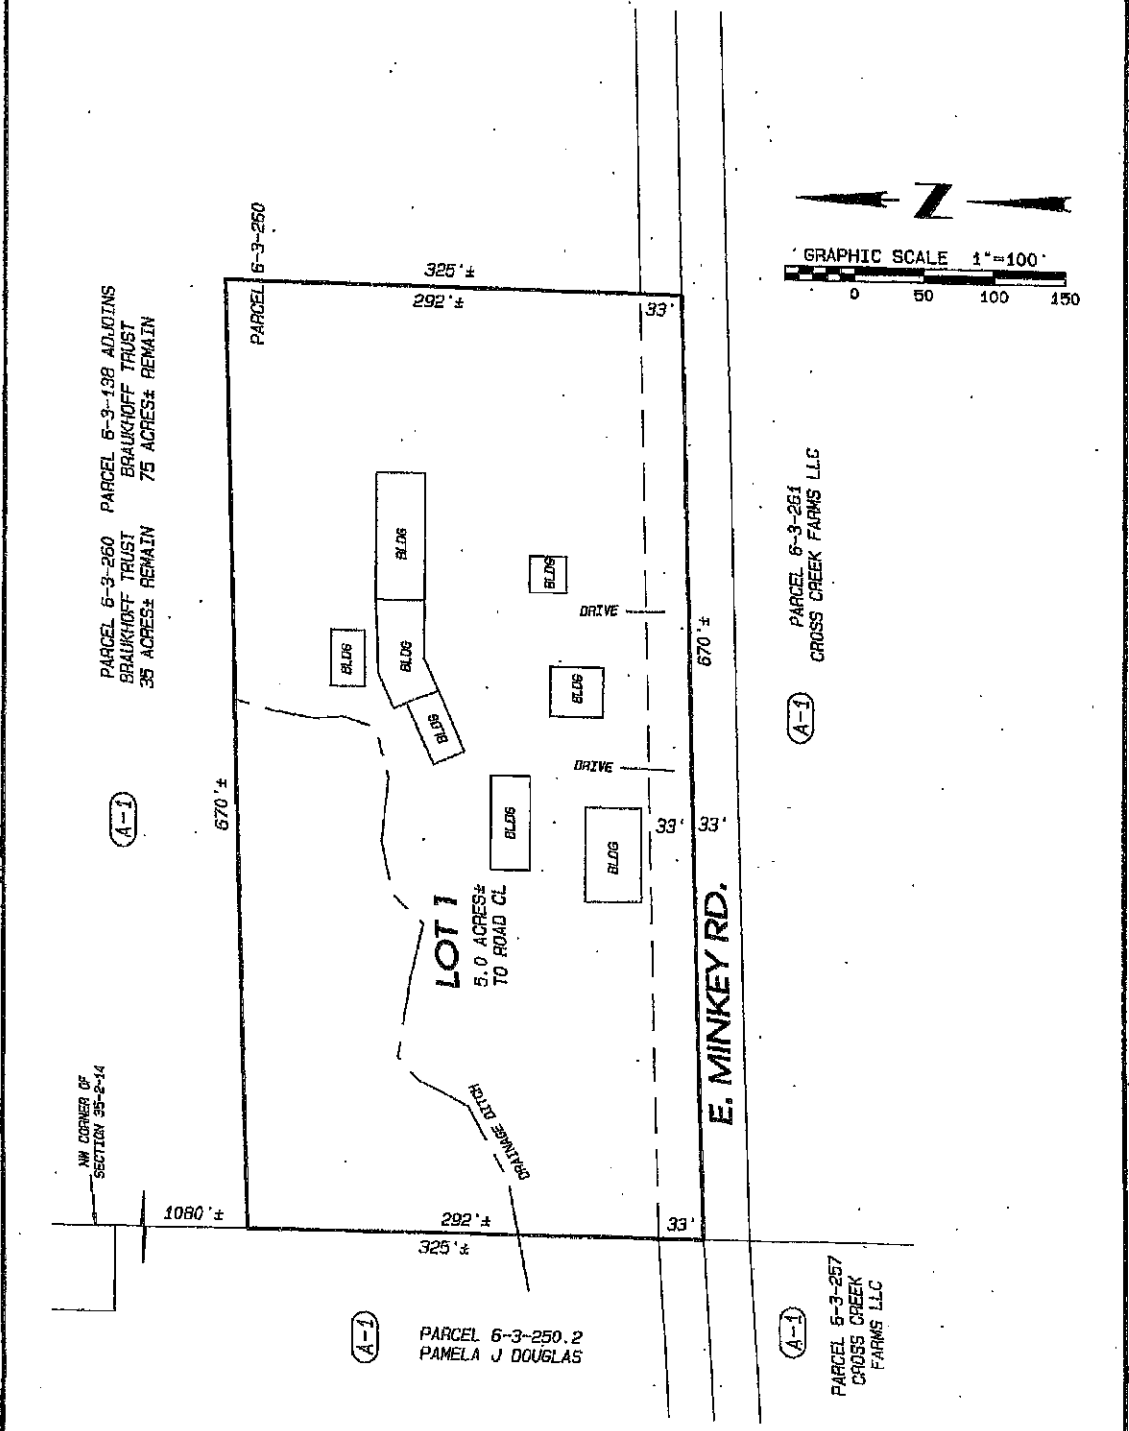 PARCEL 6-3-260
BRAUKHOFF TRUST
35 ACRES± REMAIN
PARCEL 6-3-138 ADJOINS
BRAUKHOFF TRUST
75 ACRES± REMAIN
A-1
NW CORNER OF
SECTION 35-2-14
1080'±
670'±
PARCEL 6-3-260
325'±
292'±
33'
BLDG
BLDG
BLDG
BLDG
BLDG
BLDG
BLDG
BLDG
DRIVE
DRIVE
LOT 1
5.0 ACRES±
TO ROAD CL
DRAINAGE DITCH
292'±
325'±
33'
33'
33'
670'±
E. MINKEY RD.
N
GRAPHIC SCALE 1"=100'
0 50 100 150
PARCEL 6-3-261
CROSS CREEK FARMS LLC
A-1
A-1
PARCEL 6-3-250.2
PAMELA J DOUGLAS
A-1
PARCEL 6-3-257
CROSS CREEK
FARMS LLC